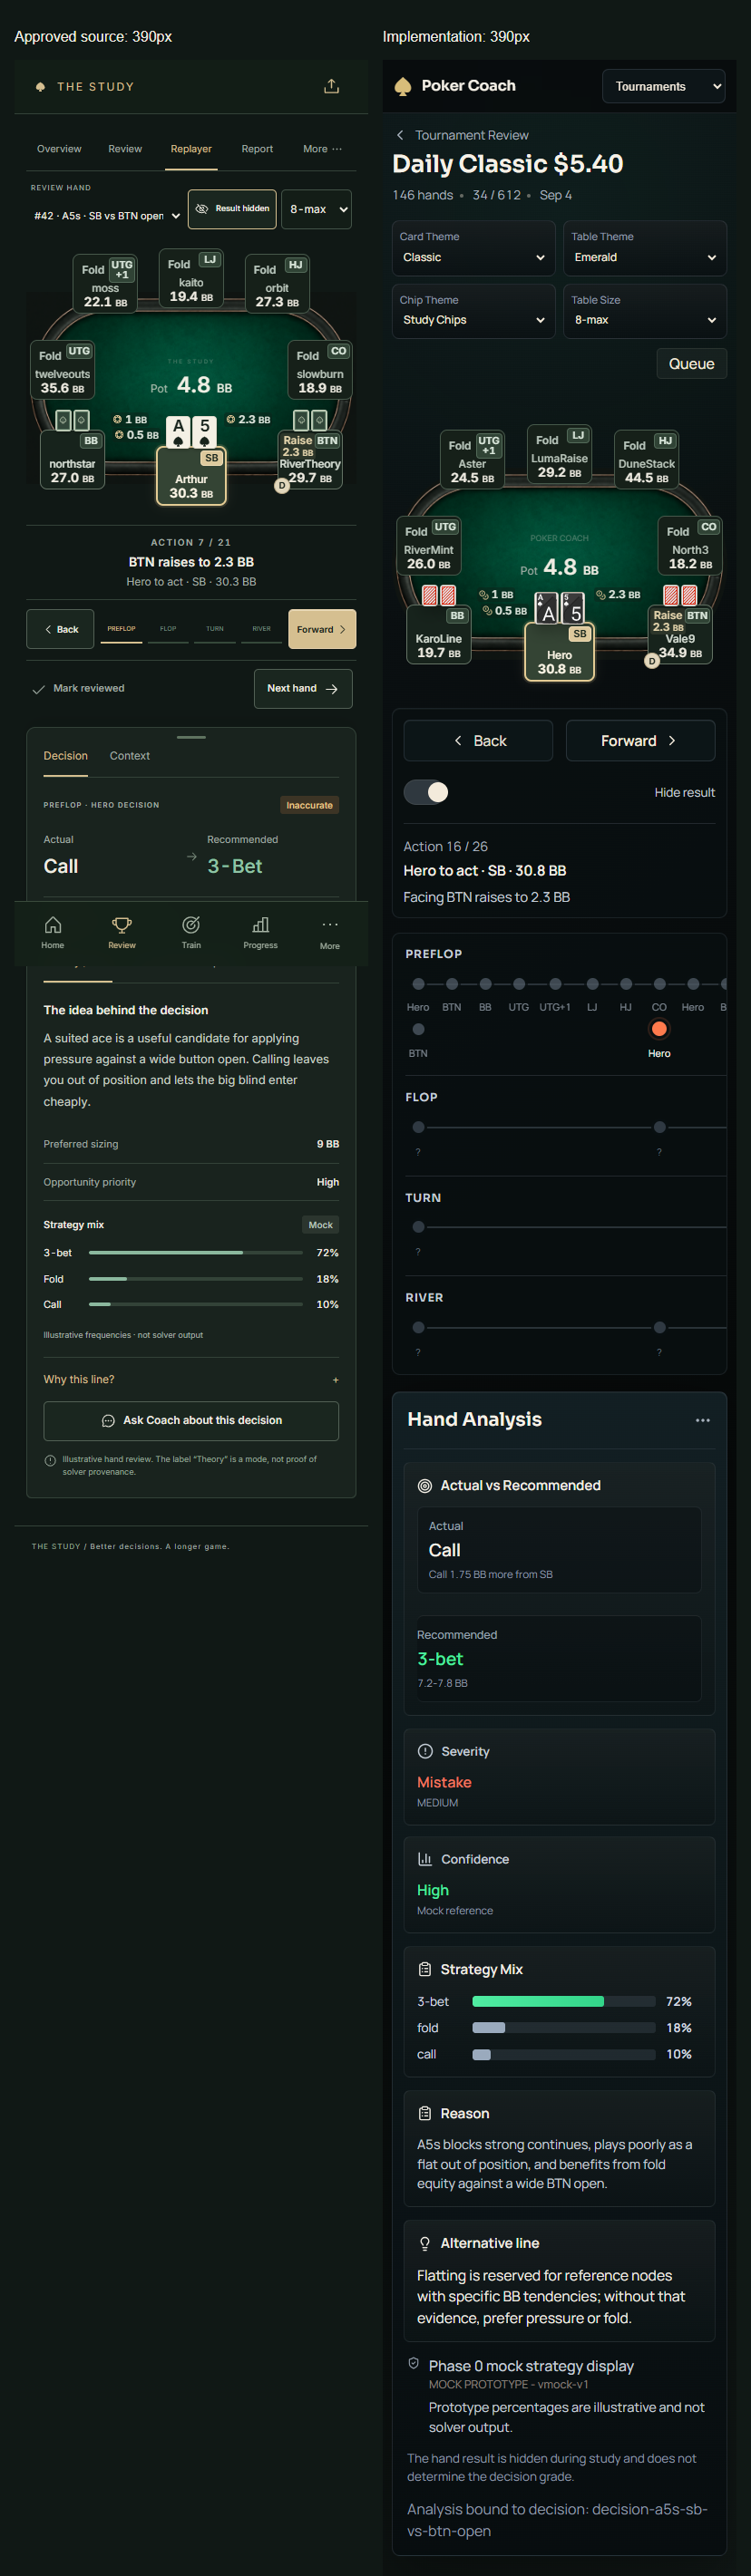 Approved source: 390px
THE STUDY
Overview Review Replayer Report More ···
REVIEW HAND
#42 · A5s · SB vs BTN open
Result hidden
8-max
Fold UTG +1
moss
22.1 BB
Fold LJ
kaito
19.4 BB
Fold HJ
orbit
27.3 BB
Fold UTG
twelveouts
35.6 BB
Fold CO
slowburn
18.9 BB
THE STUDY
Pot 4.8 BB
1 BB
0.5 BB
2.3 BB
A 5
BB
northstar
27.0 BB
SB
Arthur
30.3 BB
Raise BTN
2.3 BB
RiverTheory
29.7 BB
D
ACTION 7 / 21
BTN raises to 2.3 BB
Hero to act · SB · 30.3 BB
Back
PREFLOP FLOP TURN RIVER
Forward
Mark reviewed
Next hand
Decision Context
PREFLOP · HERO DECISION
Inaccurate
Actual
Call
Recommended
3-Bet
Home Review Train Progress More
The idea behind the decision
A suited ace is a useful candidate for applying
pressure against a wide button open. Calling leaves
you out of position and lets the big blind enter
cheaply.
Preferred sizing 9 BB
Opportunity priority High
Strategy mix Mock
3-bet 72%
Fold 18%
Call 10%
Illustrative frequencies · not solver output
Why this line? +
Ask Coach about this decision
Illustrative hand review. The label “Theory” is a mode, not proof of
solver provenance.
THE STUDY / Better decisions. A longer game.
Implementation: 390px
Poker Coach
Tournaments
Tournament Review
Daily Classic $5.40
146 hands • 34 / 612 • Sep 4
Card Theme
Classic
Table Theme
Emerald
Chip Theme
Study Chips
Table Size
8-max
Queue
Fold UTG +1
Aster
24.5 BB
Fold LJ
LumaRaise
29.2 BB
Fold HJ
DuneStack
44.5 BB
Fold UTG
RiverMint
26.0 BB
Fold CO
North3
18.2 BB
POKER COACH
Pot 4.8 BB
1 BB
0.5 BB
2.3 BB
A A 5 5
BB
KaroLine
19.7 BB
SB
Hero
30.8 BB
Raise BTN
2.3 BB
Vale9
34.9 BB
D
Back
Forward
Hide result
Action 16 / 26
Hero to act · SB · 30.8 BB
Facing BTN raises to 2.3 BB
PREFLOP
Hero BTN BB UTG UTG+1 LJ HJ CO Hero B
BTN Hero
FLOP
? ?
TURN
?
RIVER
? ?
Hand Analysis ···
Actual vs Recommended
Actual
Call
Call 1.75 BB more from SB
Recommended
3-bet
7.2-7.8 BB
Severity
Mistake
MEDIUM
Confidence
High
Mock reference
Strategy Mix
3-bet 72%
fold 18%
call 10%
Reason
A5s blocks strong continues, plays poorly as a
flat out of position, and benefits from fold
equity against a wide BTN open.
Alternative line
Flatting is reserved for reference nodes
with specific BB tendencies; without that
evidence, prefer pressure or fold.
Phase 0 mock strategy display
MOCK PROTOTYPE - vmock-v1
Prototype percentages are illustrative and not
solver output.
The hand result is hidden during study and does not
determine the decision grade.
Analysis bound to decision: decision-a5s-sb-
vs-btn-open